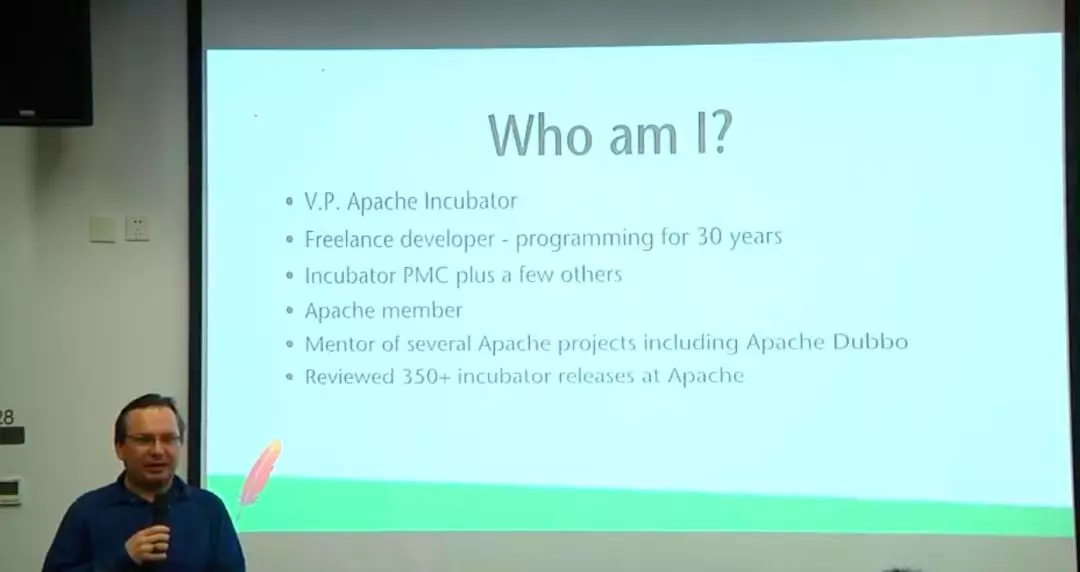 Who am I?
• V.P. Apache Incubator
• Freelance developer - programming for 30 years
• Incubator PMC plus a few others
• Apache member
• Mentor of several Apache projects including Apache Dubbo
• Reviewed 350+ incubator releases at Apache
28